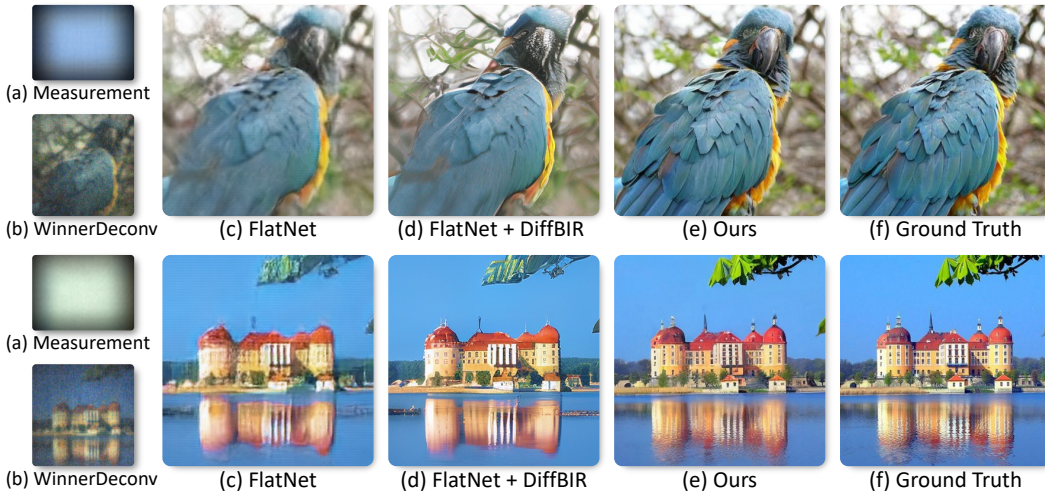 (a) Measurement
(b) WinnerDeconv
(c) FlatNet
(d) FlatNet + DiffBIR
(e) Ours
(f) Ground Truth
(a) Measurement
(b) WinnerDeconv
(c) FlatNet
(d) FlatNet + DiffBIR
(e) Ours
(f) Ground Truth